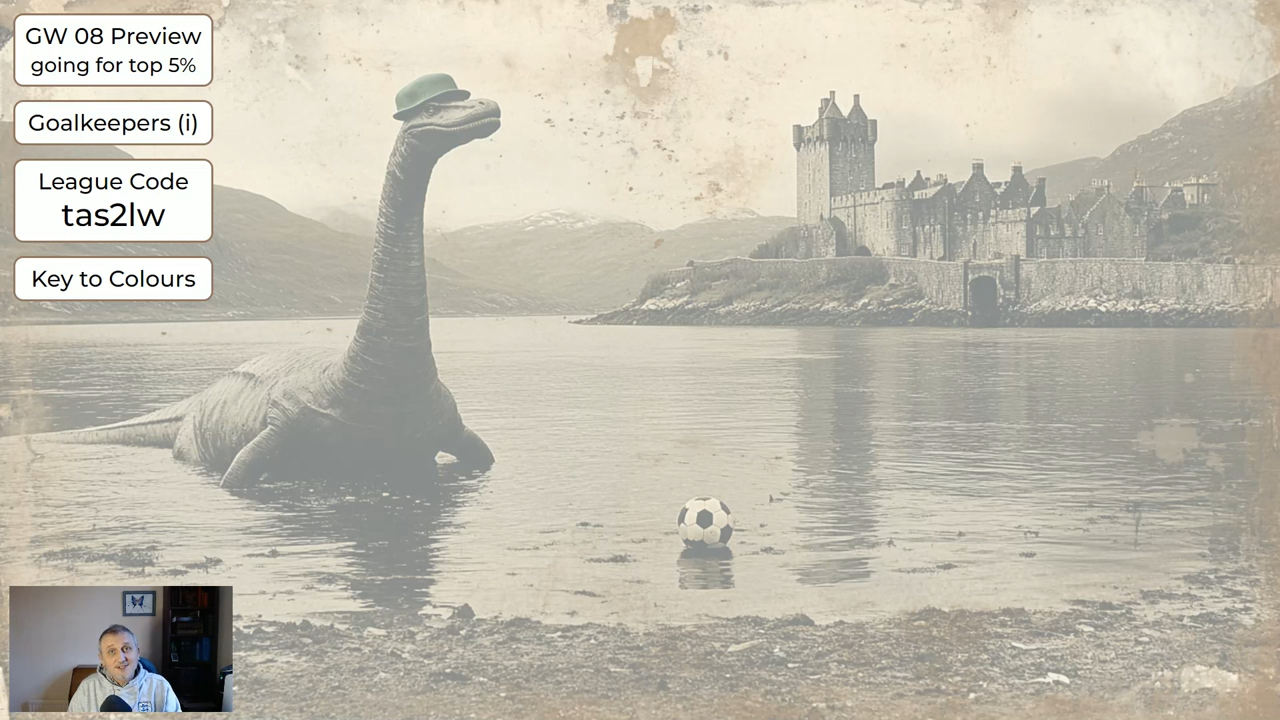 GW 08 Preview
going for top 5%
Goalkeepers (i)
League Code
tas2lw
Key to Colours